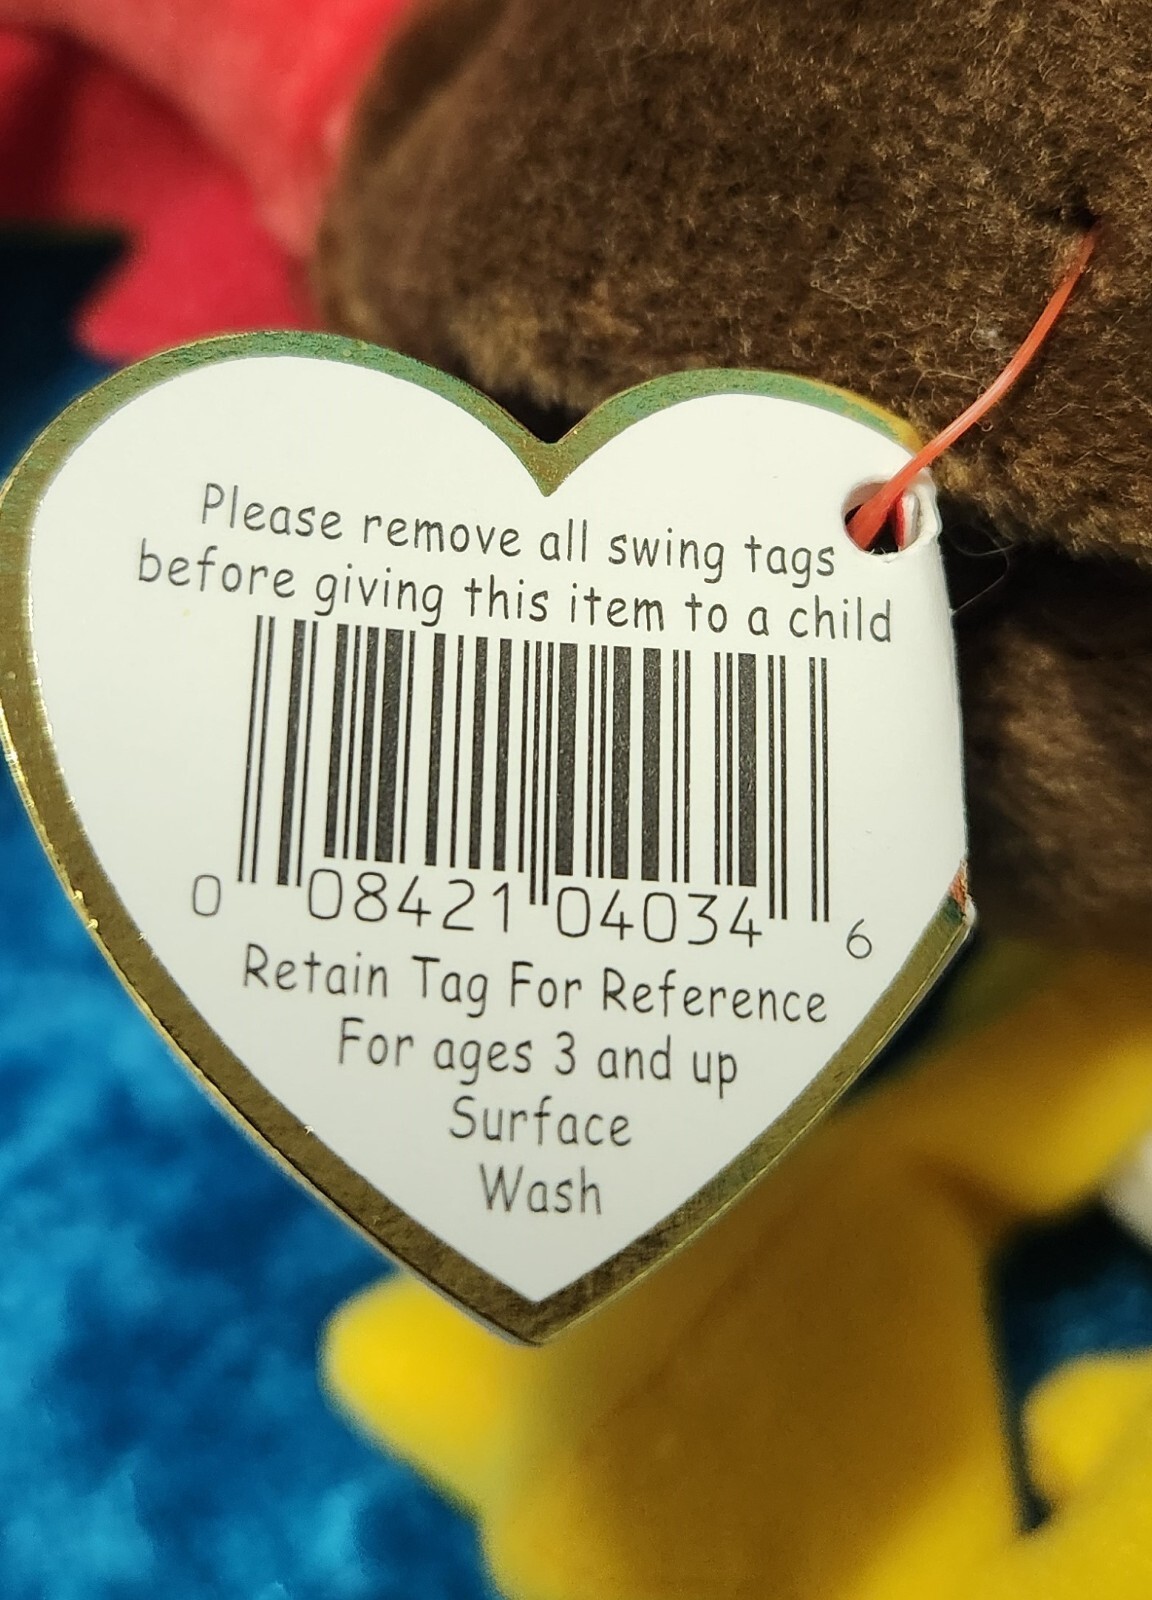 Please remove all swing tags
before giving this item to a child
0 08421 04034 6
Retain Tag For Reference
For ages 3 and up
Surface
Wash